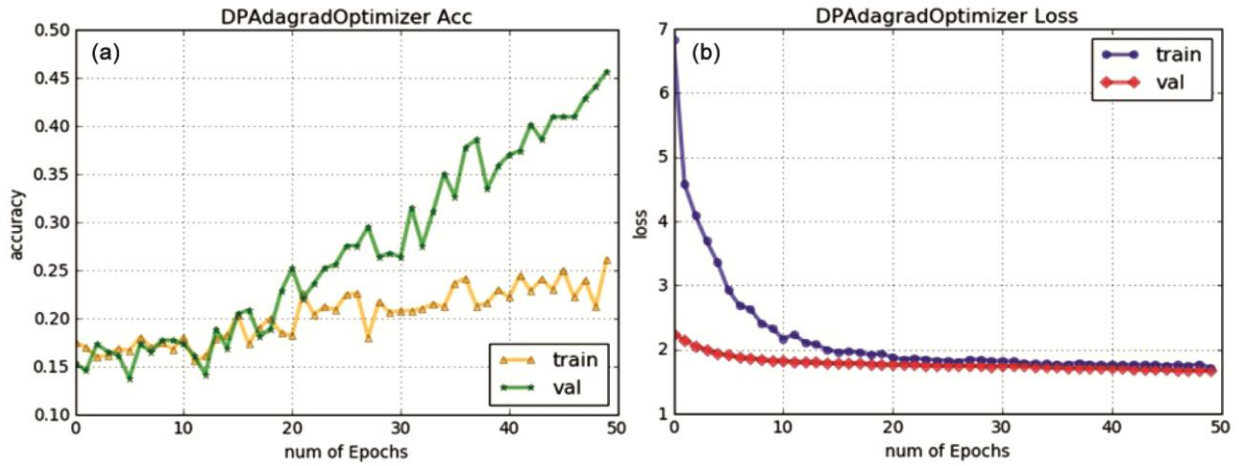 DPAdagradOptimizer Acc
(a)
0.50
0.45
0.40
0.35
0.30
0.25
0.20
0.15
0.10
accuracy
train
val
0 10 20 30 40 50
num of Epochs
DPAdagradOptimizer Loss
(b)
7
6
5
4
3
2
1
loss
train
val
0 10 20 30 40 50
num of Epochs